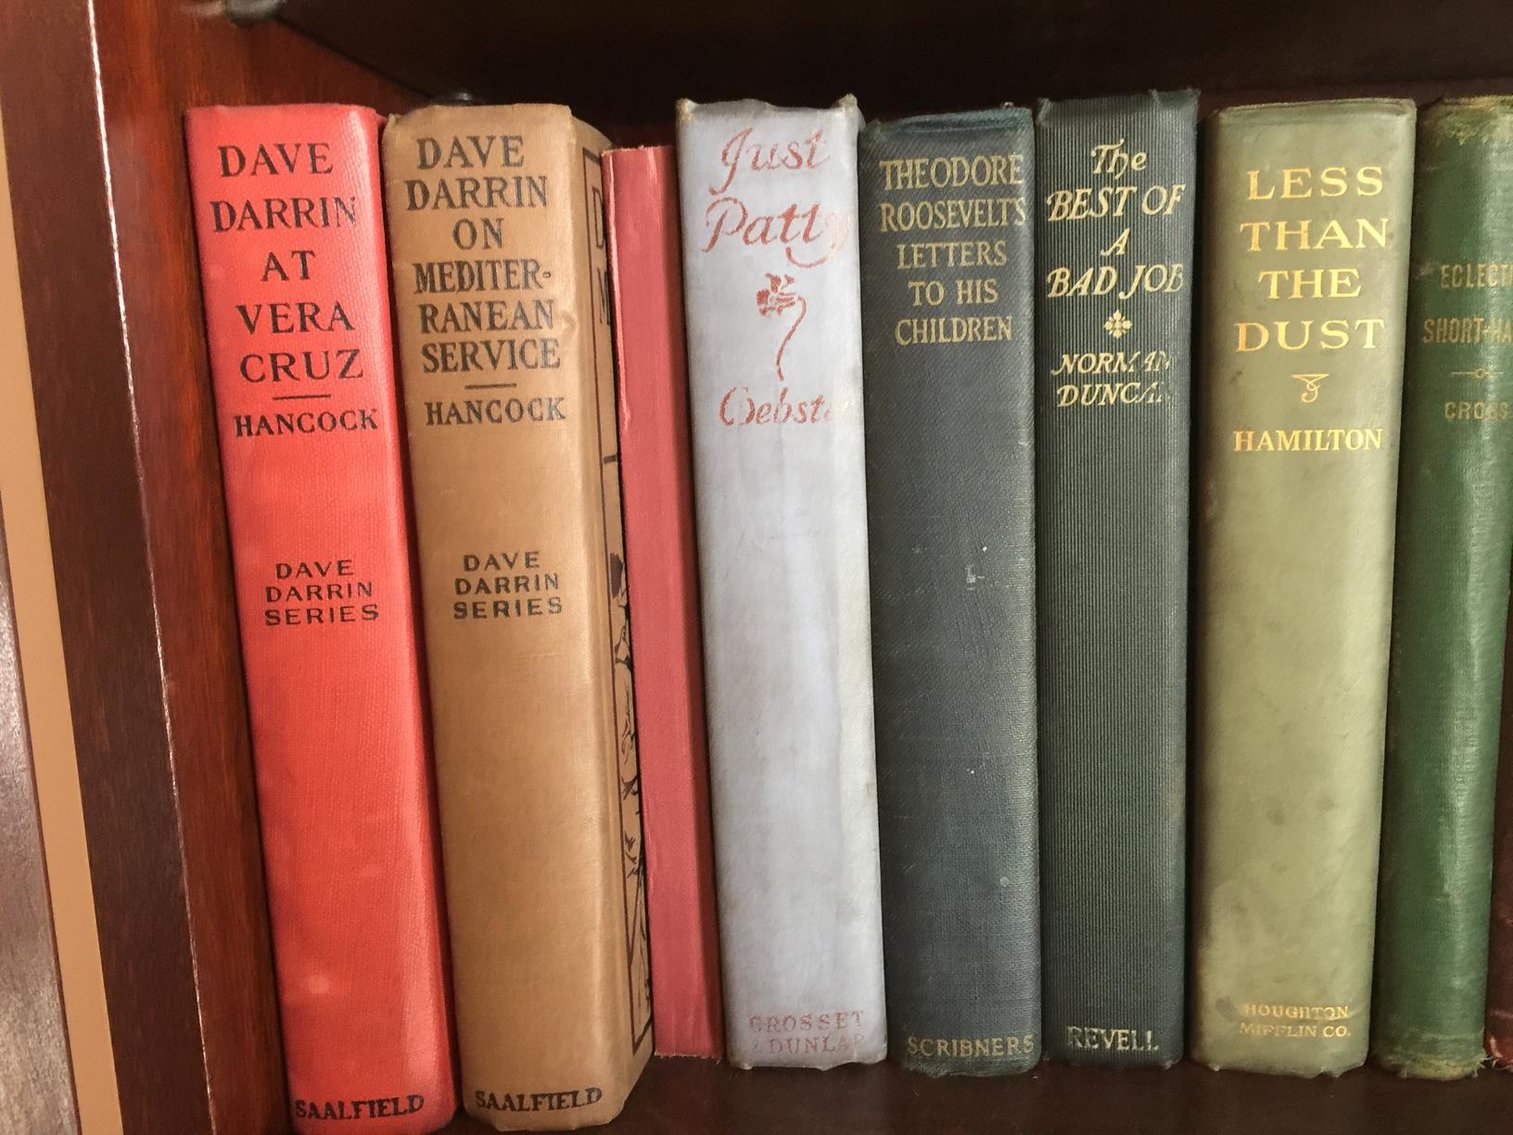 DAVE
DARRIN
AT
VERA
CRUZ
HANCOCK
DAVE
DARRIN
SERIES
SAALFIELD
DAVE
DARRIN
ON
MEDITER-
RANEAN
SERVICE
HANCOCK
DAVE
DARRIN
SERIES
SAALFIELD
Just
Patty
GROSSET
& DUNLAP
THEODORE
ROOSEVELT'S
LETTERS
TO HIS
CHILDREN
SCRIBNERS
The
BEST OF
A
BAD JOB
NORMAN
DUNCAN
REVELL
LESS
THAN
THE
DUST
HAMILTON
HOUGHTON
MIFFLIN CO.